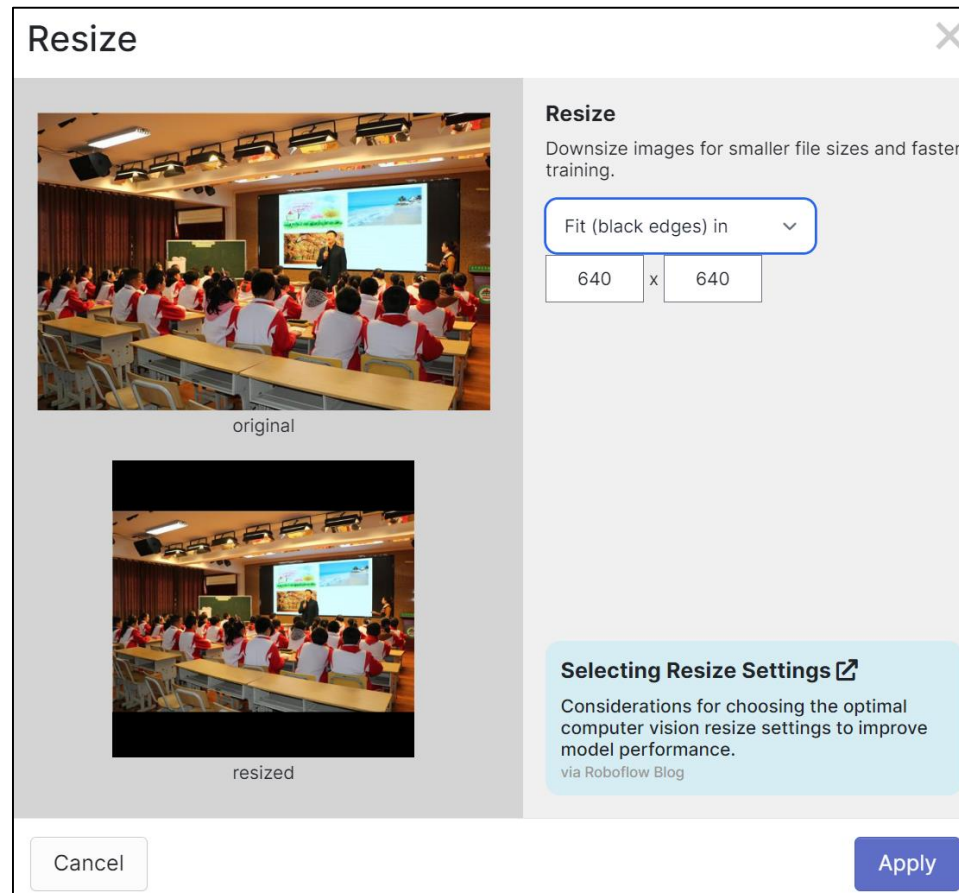 Resize
Resize
Downsize images for smaller file sizes and faster
training.
Fit (black edges) in
640 x 640
original
resized
Selecting Resize Settings
Considerations for choosing the optimal
computer vision resize settings to improve
model performance.
via Roboflow Blog
Cancel
Apply